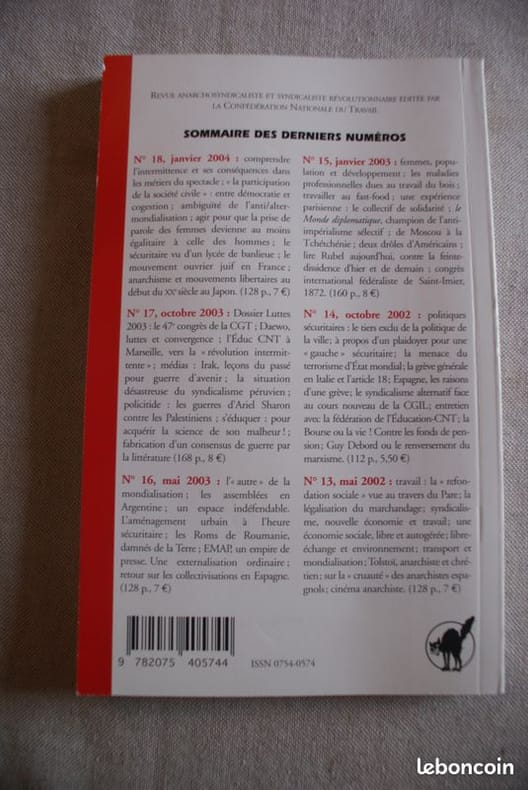 REVUE ANARCHOSYNDICALISTE ET SYNDICALISTE RÉVOLUTIONNAIRE ÉDITÉE PAR
LA CONFÉDÉRATION NATIONALE DU TRAVAIL
SOMMAIRE DES DERNIERS NUMÉROS
N° 18, janvier 2004 : comprendre
l'intermittence et ses conséquences dans
les métiers du spectacle ; « la participation
de la société civile » : entre démocratie et
cogestion ; ambiguïté de l'anti/alter-
mondialisation ; agir pour que la prise de
parole des femmes devienne au moins
égalitaire à celle des hommes ; le
sécuritaire vu d'un lycée de banlieue ; le
mouvement ouvrier juif en France ;
anarchisme et mouvements libertaires au
début du XXe siècle au Japon. (128 p., 7 €)
N° 17, octobre 2003 : Dossier Luttes
2003 : le 47e congrès de la CGT ; Daewo,
luttes et convergence ; l'Éduc CNT à
Marseille, vers la « révolution intermit-
tente » ; médias : Irak, leçons du passé
pour guerre d'avenir ; la situation
désastreuse du syndicalisme péruvien ;
policitide : les guerres d'Ariel Sharon
contre les Palestiniens ; s'éduquer : pour
acquérir la science de son malheur ! ;
fabrication d'un consensus de guerre par
la littérature (168 p., 8 €)
N° 16, mai 2003 : l'« autre » de la
mondialisation ; les assemblées en
Argentine ; un espace indéfendable.
L'aménagement urbain à l'heure
sécuritaire ; les Roms de Roumanie,
damnés de la Terre ; EMAP, un empire de
presse. Une externalisation ordinaire ;
retour sur les collectivisations en Espagne.
(128 p., 7 €)
N° 15, janvier 2003 : femmes, popu-
lation et développement ; les maladies
professionnelles dues au travail du bois ;
travailler au fast-food ; une expérience
parisienne : le collectif de solidarité ; le
Monde diplomatique, champion de l'anti-
impérialisme sélectif ; de Moscou à la
Tchétchénie ; deux drôles d'Américains ;
lire Rubel aujourd'hui, contre la feinte-
dissidence d'hier et de demain ; congrès
international fédéraliste de Saint-Imier,
1872. (160 p., 8 €)
N° 14, octobre 2002 : politiques
sécuritaires : le tiers exclu de la politique de
la ville ; à propos d'un plaidoyer pour une
« gauche » sécuritaire ; la menace du
terrorisme d'État mondial ; la grève générale
en Italie et l'article 18 ; Espagne, les raisons
d'une grève ; le syndicalisme alternatif face
au cours nouveau de la CGIL ; entretien
avec la fédération de l'Éducation-CNT ; la
Bourse ou la vie ! Contre les fonds de pen-
sion ; Guy Debord ou le renversement du
marxisme. (112 p., 5,50 €)
N° 13, mai 2002 : travail : la « refon-
dation sociale » vue au travers du Pare ; la
légalisation du marchandage ; syndicalis-
me, nouvelle économie et travail ; une
économie sociale, libre et autogérée ; libre-
échange et environnement ; transport et
mondialisation ; Tolstoï, anarchiste et chré-
tien ; sur la « cruauté » des anarchistes espa-
gnols ; cinéma anarchiste. (128 p., 7 €)
9 782075 405744
ISSN 0754-0574
leboncoin